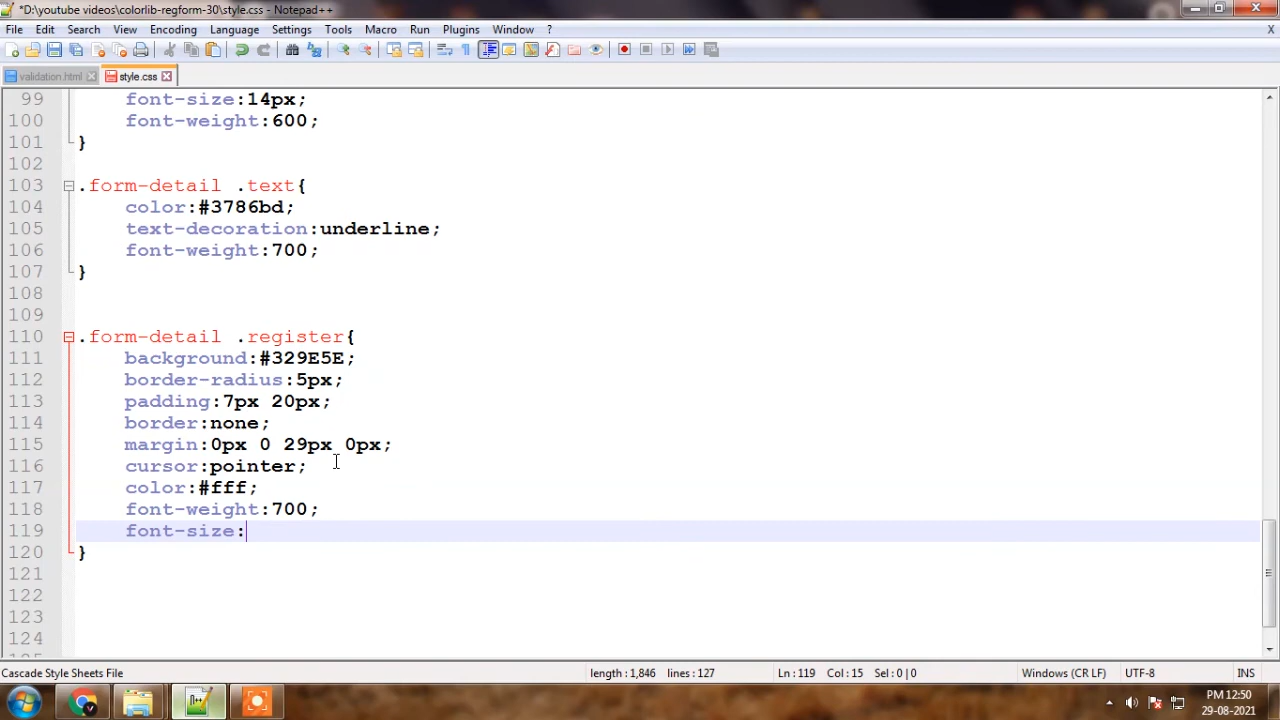 *D:\youtube videos\colorlib-regform-30\style.css - Notepad++
File Edit Search View Encoding Language Settings Tools Macro Run Plugins Window ? X
validation.html style.css
99 font-size:14px;
100 font-weight:600;
101 }
102
103 .form-detail .text{
104 color:#3786bd;
105 text-decoration:underline;
106 font-weight:700;
107 }
108
109
110 .form-detail .register{
111 background:#329E5E;
112 border-radius:5px;
113 padding:7px 20px;
114 border:none;
115 margin:0px 0 29px 0px;
116 cursor:pointer;
117 color:#fff;
118 font-weight:700;
119 font-size:
120 }
121
122
123
124
Cascade Style Sheets File length : 1,846 lines : 127 Ln : 119 Col : 15 Sel : 0 | 0 Windows (CR LF) UTF-8 INS
PM 12:50
29-08-2021